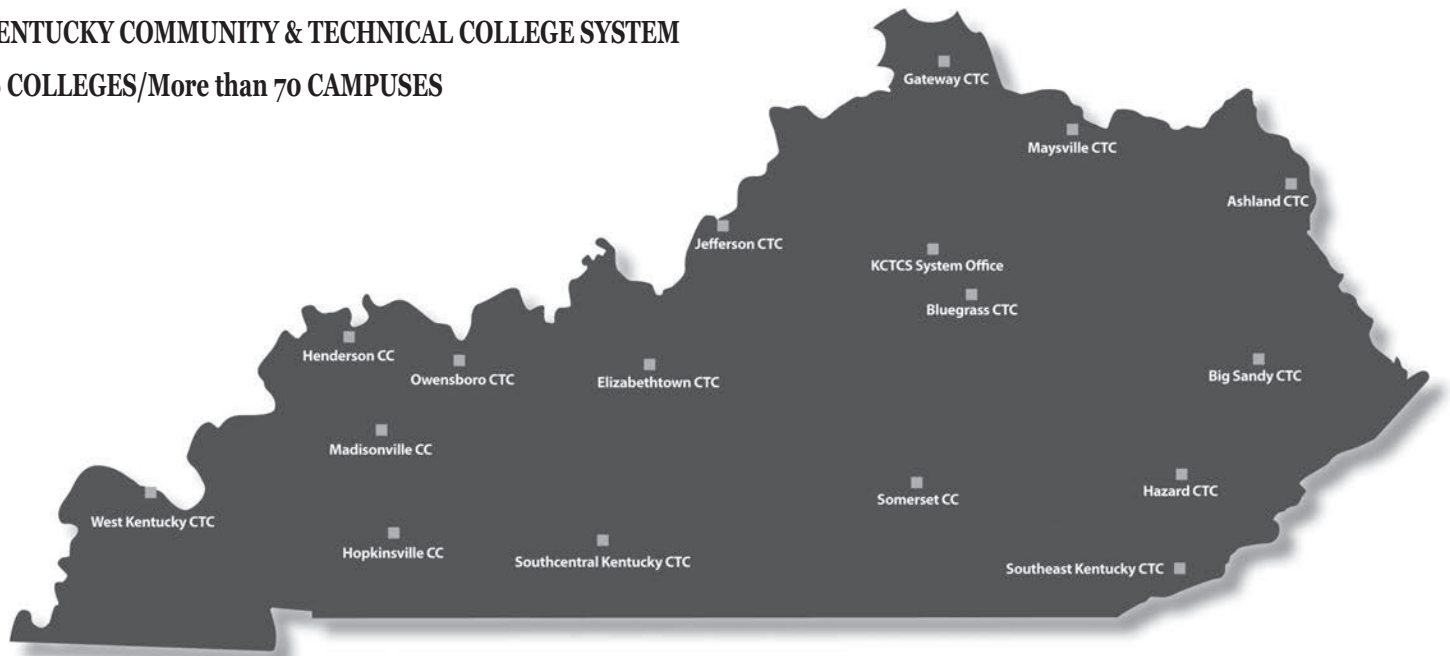 ENTUCKY COMMUNITY & TECHNICAL COLLEGE SYSTEM
COLLEGES/More than 70 CAMPUSES
Gateway CTC
Maysville CTC
Ashland CTC
Jefferson CTC
KCTCS System Office
Bluegrass CTC
Henderson CC
Owensboro CTC
Elizabethtown CTC
Big Sandy CTC
Madisonville CC
Somerset CC
Hazard CTC
West Kentucky CTC
Hopkinsville CC
Southcentral Kentucky CTC
Southeast Kentucky CTC